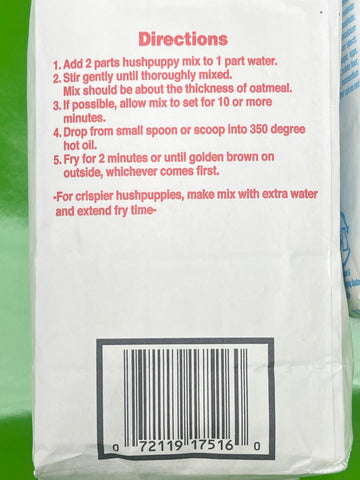 Directions
1. Add 2 parts hushpuppy mix to 1 part water.
2. Stir gently until thoroughly mixed.
Mix should be about the thickness of oatmeal.
3. If possible, allow mix to set for 10 or more
minutes.
4. Drop from small spoon or scoop into 350 degree
hot oil.
5. Fry for 2 minutes or until golden brown on
outside, whichever comes first.
-For crispier hushpuppies, make mix with extra water
and extend fry time-
0 72119 17516 0